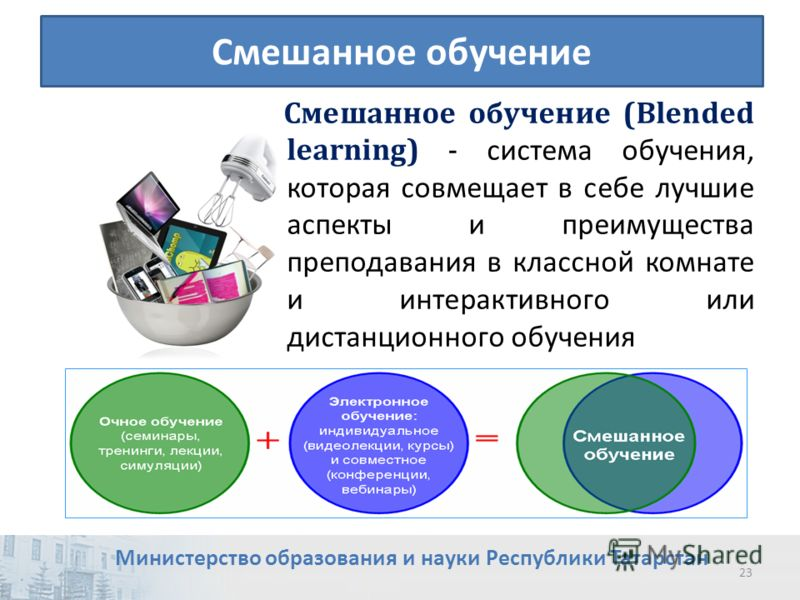 Смешанное обучение
Смешанное обучение (Blended
learning) - система обучения,
которая совмещает в себе лучшие
аспекты и преимущества
преподавания в классной комнате
и интерактивного или
дистанционного обучения
Очное обучение
(семинары,
тренинги, лекции,
симуляции)
+
Электронное
обучение:
индивидуальное
(видеолекции, курсы)
и совместное
(конференции,
вебинары)
=
Смешанное
обучение
Министерство образования и науки Республики Татарстан
MyShared
23